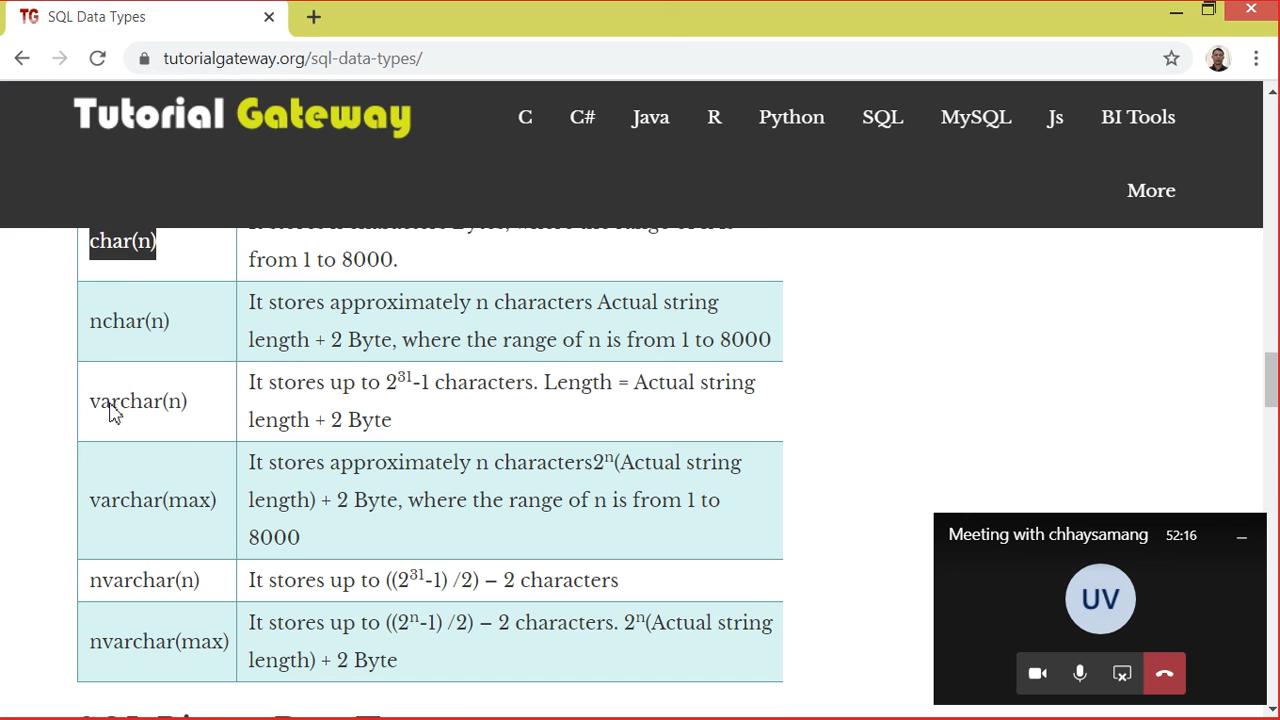 TG SQL Data Types
tutorialgateway.org/sql-data-types/
Tutorial Gateway
C C# Java R Python SQL MySQL Js BI Tools
More
char(n)
from 1 to 8000.
nchar(n)
It stores approximately n characters Actual string
length + 2 Byte, where the range of n is from 1 to 8000
varchar(n)
It stores up to 2³¹-1 characters. Length = Actual string
length + 2 Byte
varchar(max)
It stores approximately n characters2ⁿ(Actual string
length) + 2 Byte, where the range of n is from 1 to
8000
nvarchar(n)
It stores up to ((2³¹-1) /2) – 2 characters
nvarchar(max)
It stores up to ((2ⁿ-1) /2) – 2 characters. 2ⁿ(Actual string
length) + 2 Byte
Meeting with chhaysamang 52:16
UV